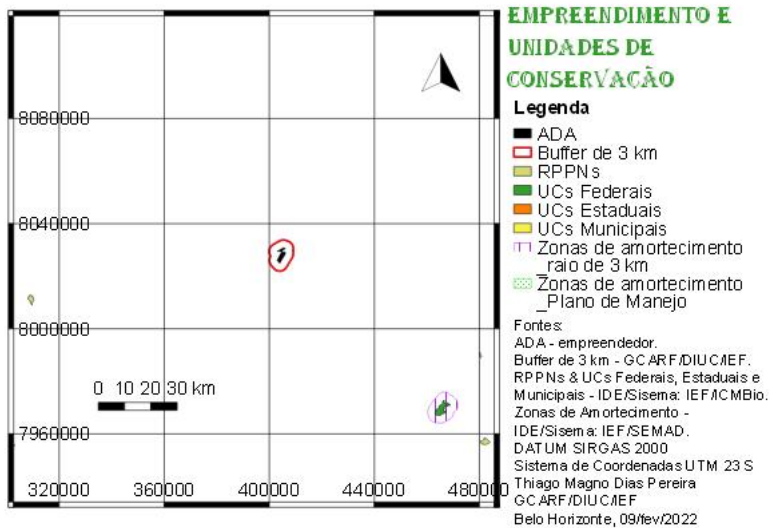 EMPREENDIMENTO E
UNIDADES DE
CONSERVAÇÃO
Legenda
ADA
Buffer de 3 km
RPPNs
UCs Federais
UCs Estaduais
UCs Municipais
Zonas de amortecimento
_raio de 3 km
Zonas de amortecimento
_Plano de Manejo
Fontes:
ADA - empreendedor.
Buffer de 3 km - GCARF/DIUC/IEF.
RPPNs & UCs Federais, Estaduais e
Municipais - IDE/Sisema: IEF/ICMBio.
Zonas de Amortecimento -
IDE/Sisema: IEF/SEMAD.
DATUM SIRGAS 2000
Sistema de Coordenadas UTM 23 S
Thiago Magno Dias Pereira
GCARF/DIUC/IEF
Belo Horizonte, 09/fev/2022
8080000
8040000
8000000
7960000
0 10 20 30 km
320000 360000 400000 440000 480000